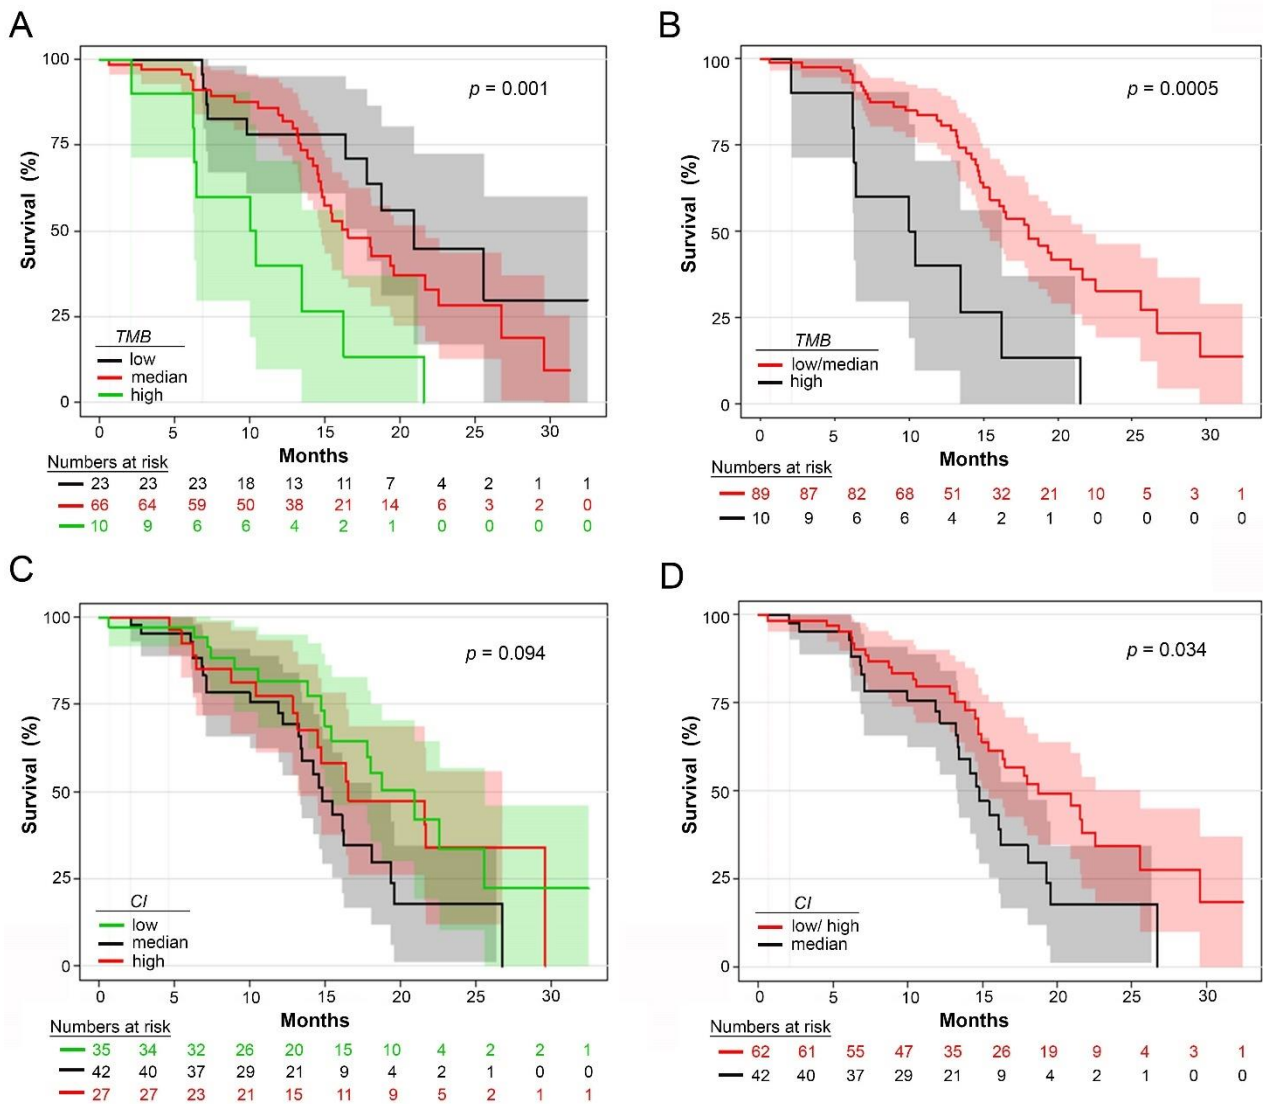 A
100
75
50
25
0
Survival (%)
p = 0.001
TMB
low
median
high
0 5 10 15 20 25 30
Months
Numbers at risk
23 23 23 18 13 11 7 4 2 1 1
66 64 59 50 38 21 14 6 3 2 0
10 9 6 6 4 2 1 0 0 0 0
B
100
75
50
25
0
Survival (%)
p = 0.0005
TMB
low/median
high
0 5 10 15 20 25 30
Months
Numbers at risk
89 87 82 68 51 32 21 10 5 3 1
10 9 6 6 4 2 1 0 0 0 0
C
100
75
50
25
0
Survival (%)
p = 0.094
CI
low
median
high
0 5 10 15 20 25 30
Months
Numbers at risk
35 34 32 26 20 15 10 4 2 2 1
42 40 37 29 21 9 4 2 1 0 0
27 27 23 21 15 11 9 5 2 1 1
D
100
75
50
25
0
Survival (%)
p = 0.034
CI
low/ high
median
0 5 10 15 20 25 30
Months
Numbers at risk
62 61 55 47 35 26 19 9 4 3 1
42 40 37 29 21 9 4 2 1 0 0